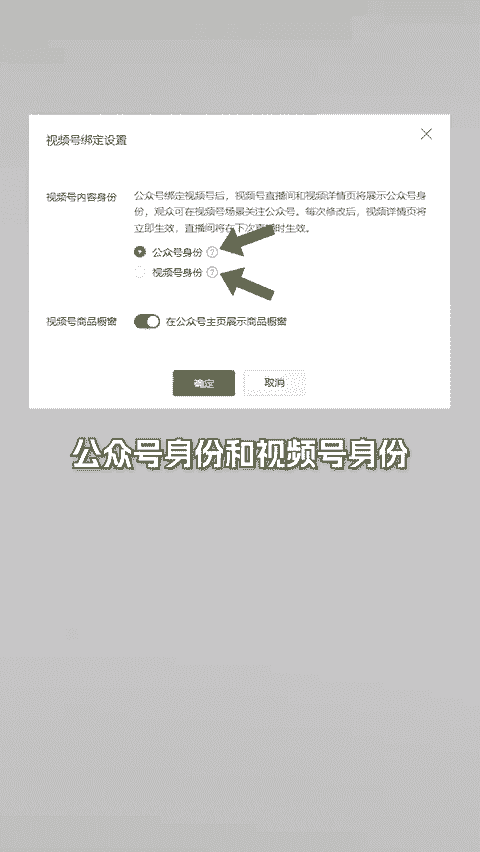 视频号绑定设置
视频号内容身份
公众号绑定视频号后，视频号直播间和视频详情页将展示公众号身
份，观众可在视频号场景关注公众号。每次修改后，视频详情页将
立即生效，直播间将在下次开播时生效。
公众号身份 ?
视频号身份 ?
视频号商品橱窗 在公众号主页展示商品橱窗
确定 取消
公众号身份和视频号身份